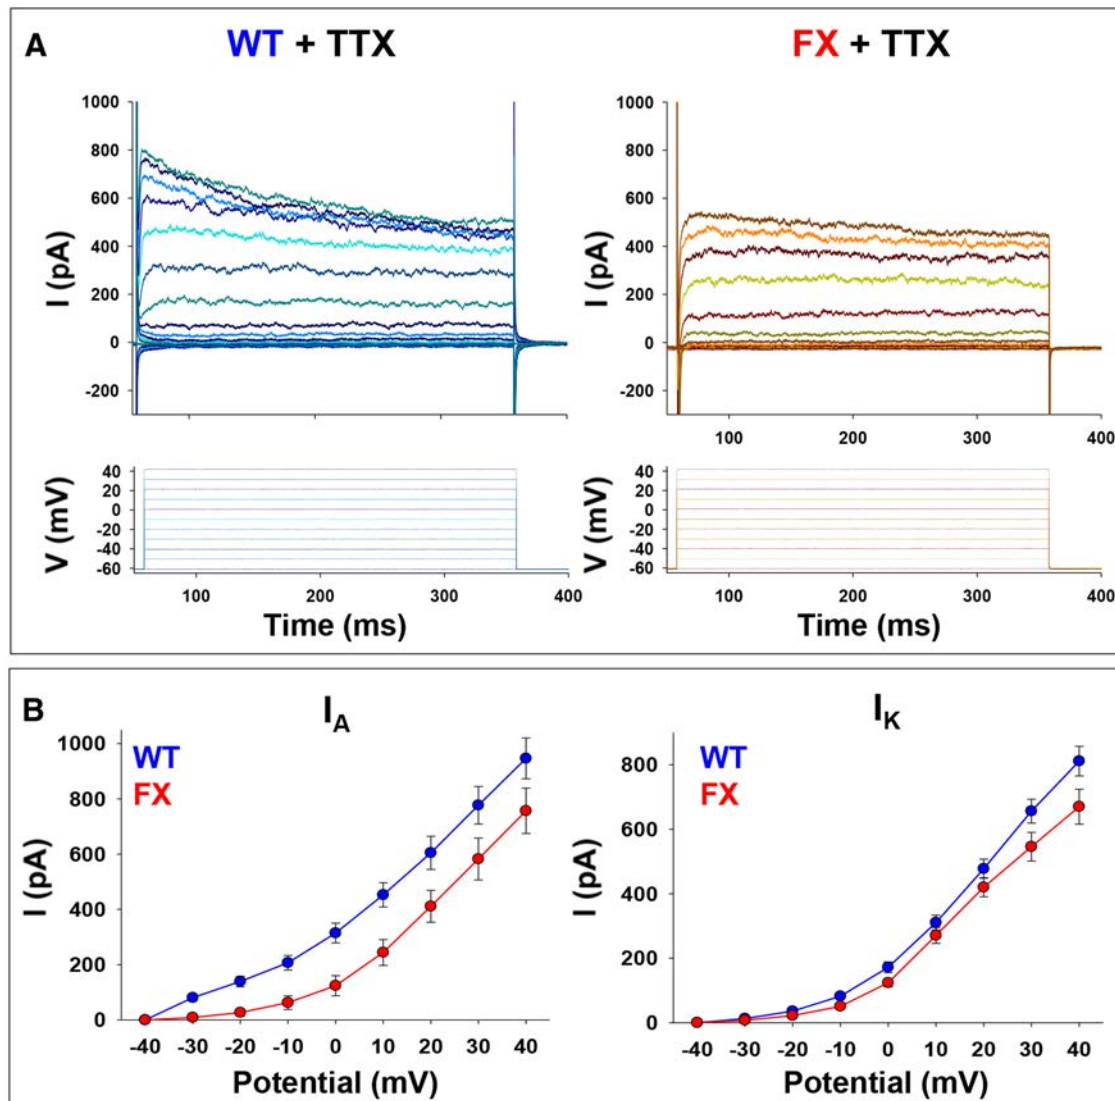 A
WT + TTX
FX + TTX
I (pA)
1000
800
600
400
200
0
-200
I (pA)
1000
800
600
400
200
0
-200
100 200 300 400
V (mV)
40
20
0
-20
-40
-60
100 200 300 400
Time (ms)
V (mV)
40
20
0
-20
-40
-60
100 200 300 400
Time (ms)
B
IA
WT
FX
I (pA)
1000
800
600
400
200
0
-40 -30 -20 -10 0 10 20 30 40
Potential (mV)
IK
WT
FX
I (pA)
800
600
400
200
0
-40 -30 -20 -10 0 10 20 30 40
Potential (mV)